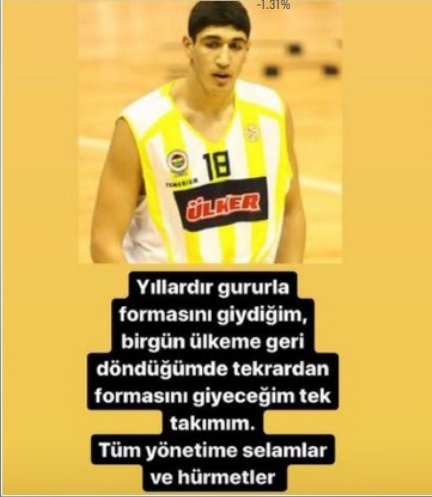 -1.31%
18
ÜLKER
Yıllardır gururla
formasını giydiğim,
birgün ülkeme geri
döndüğümde tekrardan
formasını giyeceğim tek
takımım.
Tüm yönetime selamlar
ve hürmetler